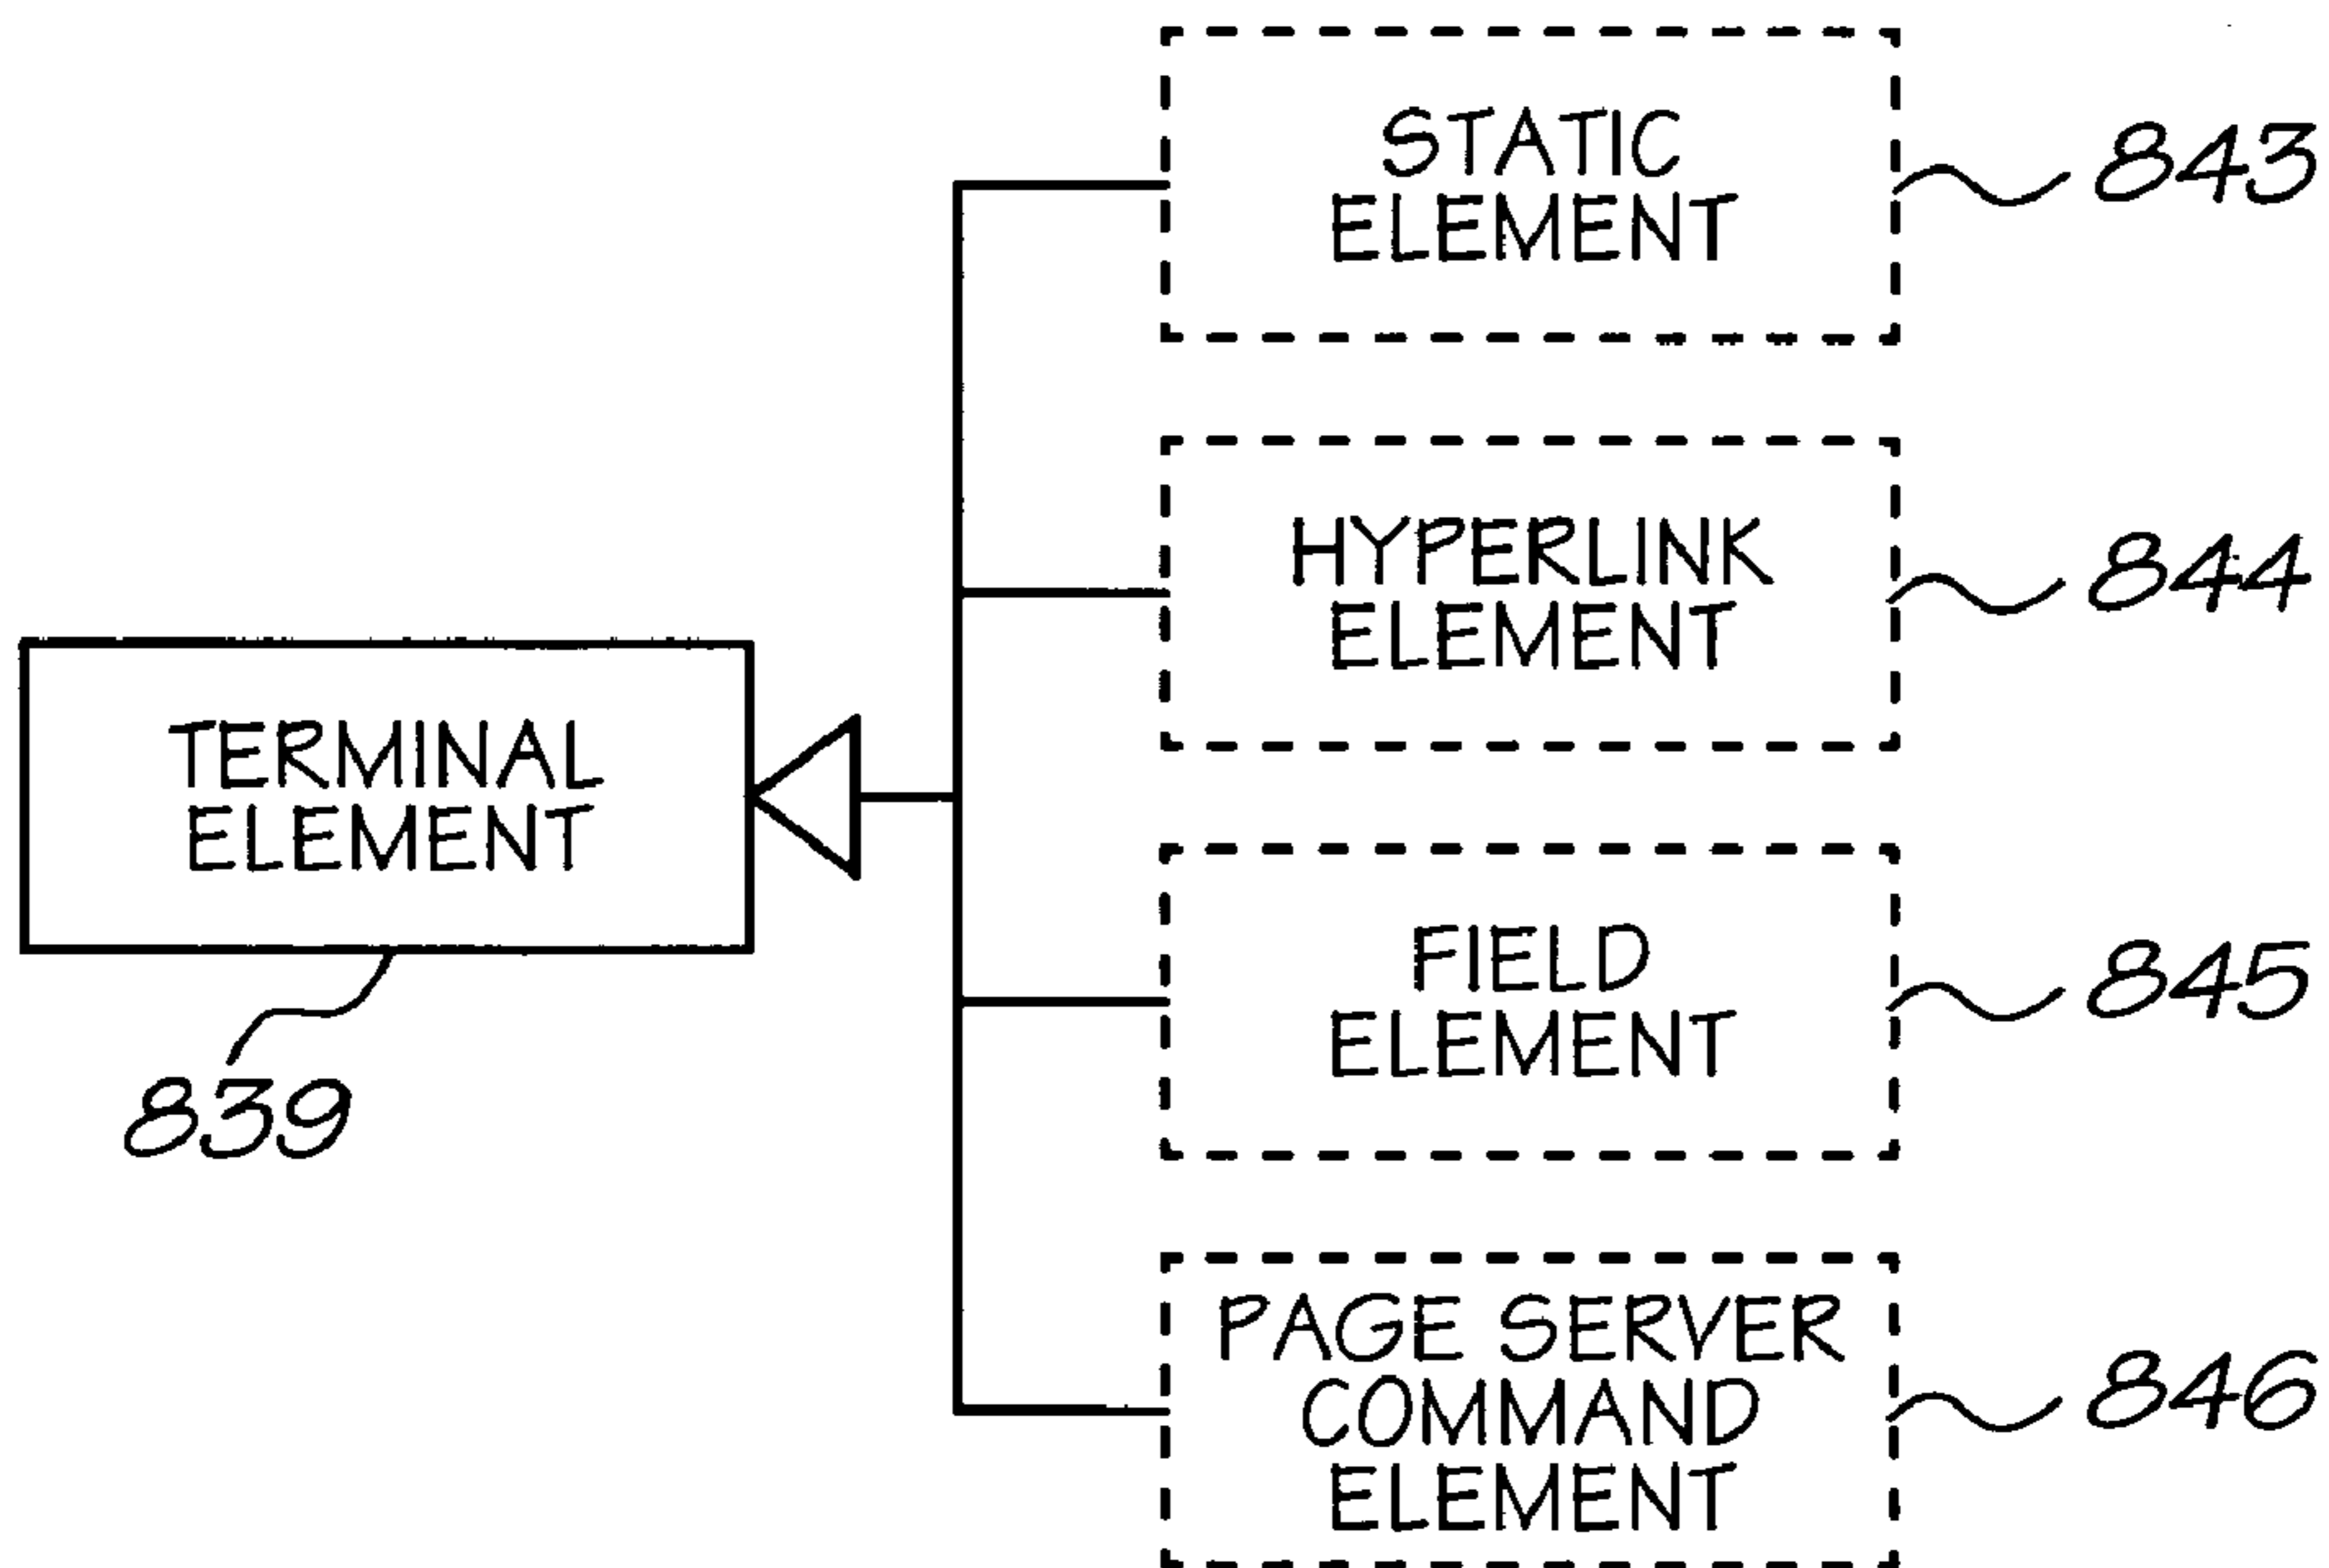 STATIC
ELEMENT
843
HYPERLINK
ELEMENT
844
TERMINAL
ELEMENT
839
FIELD
ELEMENT
845
PAGE SERVER
COMMAND
ELEMENT
846